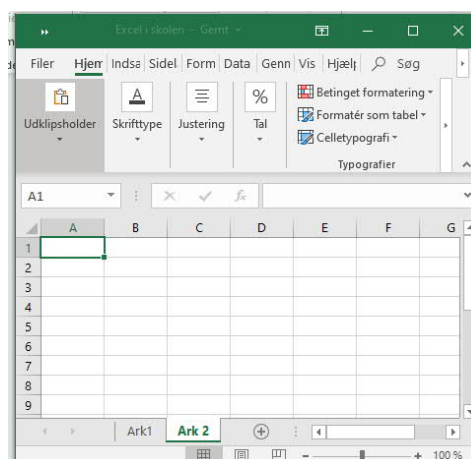 Excel i skolen - Gemt
Filer Hjem Indsæ Sidel Form Data Genn Vis Hjælp Søg
Udklipsholder
Skrifttype
Justering
Tal
Betinget formatering
Formatér som tabel
Celletypografi
Typografier
A1
fx
A B C D E F G
1
2
3
4
5
6
7
8
9
Ark1 Ark 2
100 %